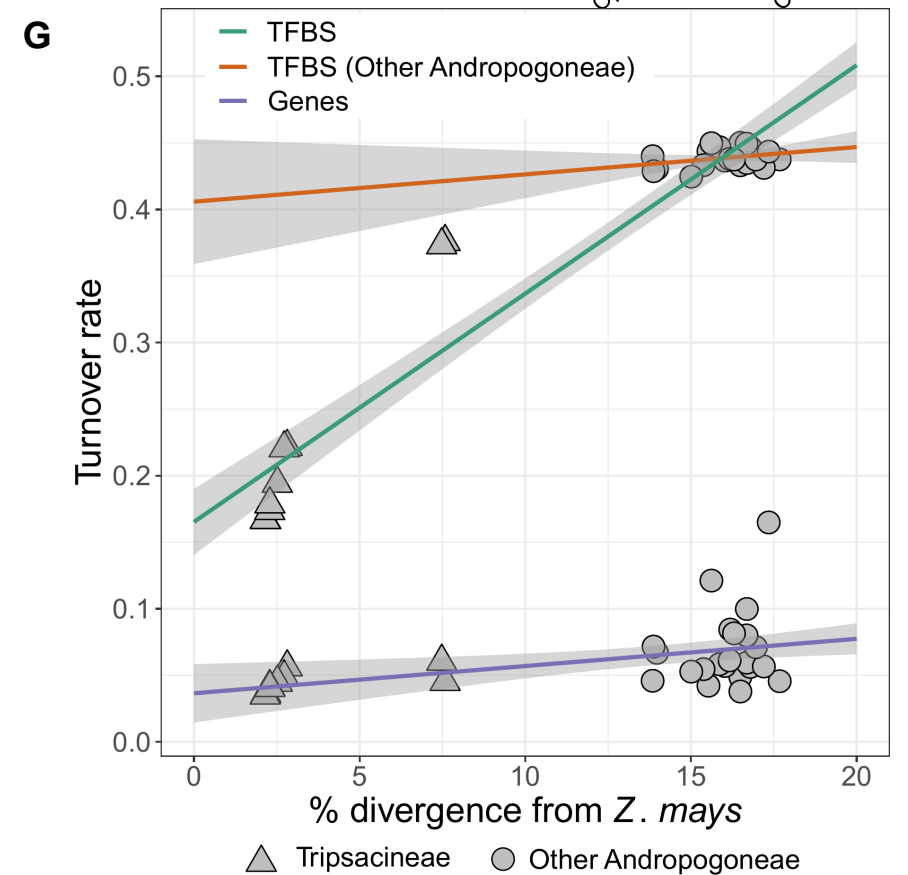 G
TFBS
TFBS (Other Andropogoneae)
Genes
Turnover rate
0.5
0.4
0.3
0.2
0.1
0.0
0 5 10 15 20
% divergence from Z. mays
Tripsacineae Other Andropogoneae